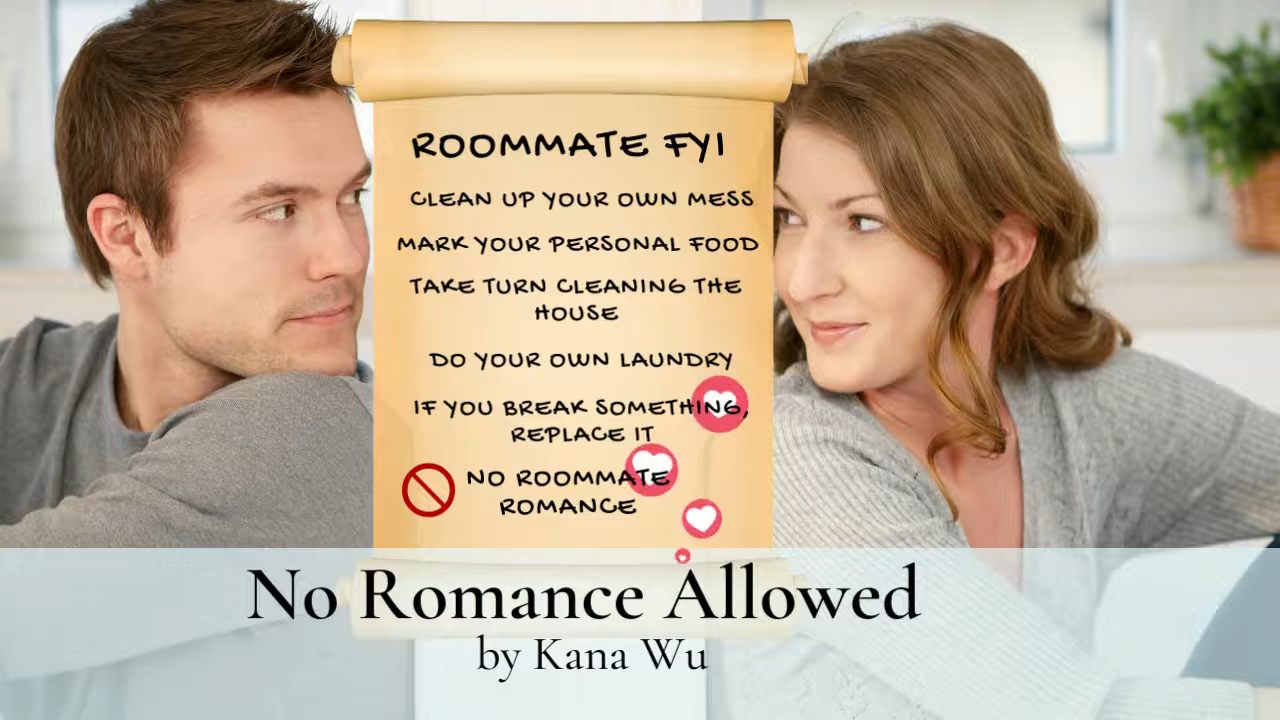 ROOMMATE FYI
CLEAN UP YOUR OWN MESS
MARK YOUR PERSONAL FOOD
TAKE TURN CLEANING THE
HOUSE
DO YOUR OWN LAUNDRY
IF YOU BREAK SOMETHING,
REPLACE IT
NO ROOMMATE
ROMANCE
No Romance Allowed
by Kana Wu